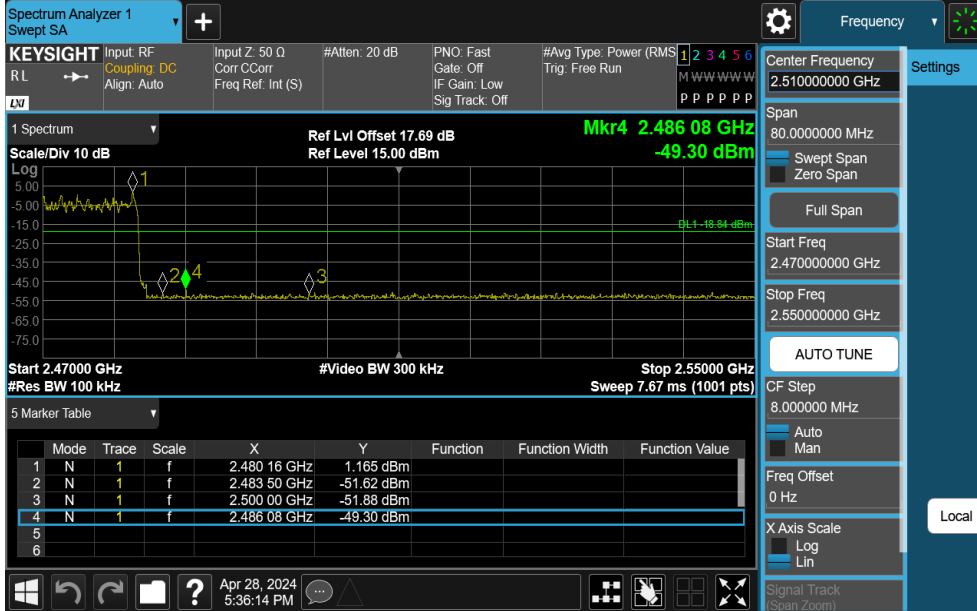 Spectrum Analyzer 1
Swept SA
Frequency
KEYSIGHT
R L
LXI
Input: RF
Coupling: DC
Align: Auto
Input Z: 50 Ω
Corr CCorr
Freq Ref: Int (S)
#Atten: 20 dB
PNO: Fast
Gate: Off
IF Gain: Low
Sig Track: Off
#Avg Type: Power (RMS
Trig: Free Run
1 2 3 4 5 6
M W W W W W
P P P P P P
1 Spectrum
Scale/Div 10 dB
Ref Lvl Offset 17.69 dB
Ref Level 15.00 dBm
Mkr4 2.486 08 GHz
-49.30 dBm
Log
5.00
-5.00
-15.0
-25.0
-35.0
-45.0
-55.0
-65.0
-75.0
1
2
4
3
DL1 -18.84 dBm
Start 2.47000 GHz
#Res BW 100 kHz
#Video BW 300 kHz
Stop 2.55000 GHz
Sweep 7.67 ms (1001 pts)
5 Marker Table
Mode Trace Scale X Y Function Function Width Function Value
1 N 1 f 2.480 16 GHz 1.165 dBm
2 N 1 f 2.483 50 GHz -51.62 dBm
3 N 1 f 2.500 00 GHz -51.88 dBm
4 N 1 f 2.486 08 GHz -49.30 dBm
5
6
?
Apr 28, 2024
5:36:14 PM
Center Frequency
2.510000000 GHz
Span
80.0000000 MHz
Swept Span
Zero Span
Full Span
Start Freq
2.470000000 GHz
Stop Freq
2.550000000 GHz
AUTO TUNE
CF Step
8.000000 MHz
Auto
Man
Freq Offset
0 Hz
X Axis Scale
Log
Lin
Signal Track
(Span Zoom)
Settings
Local